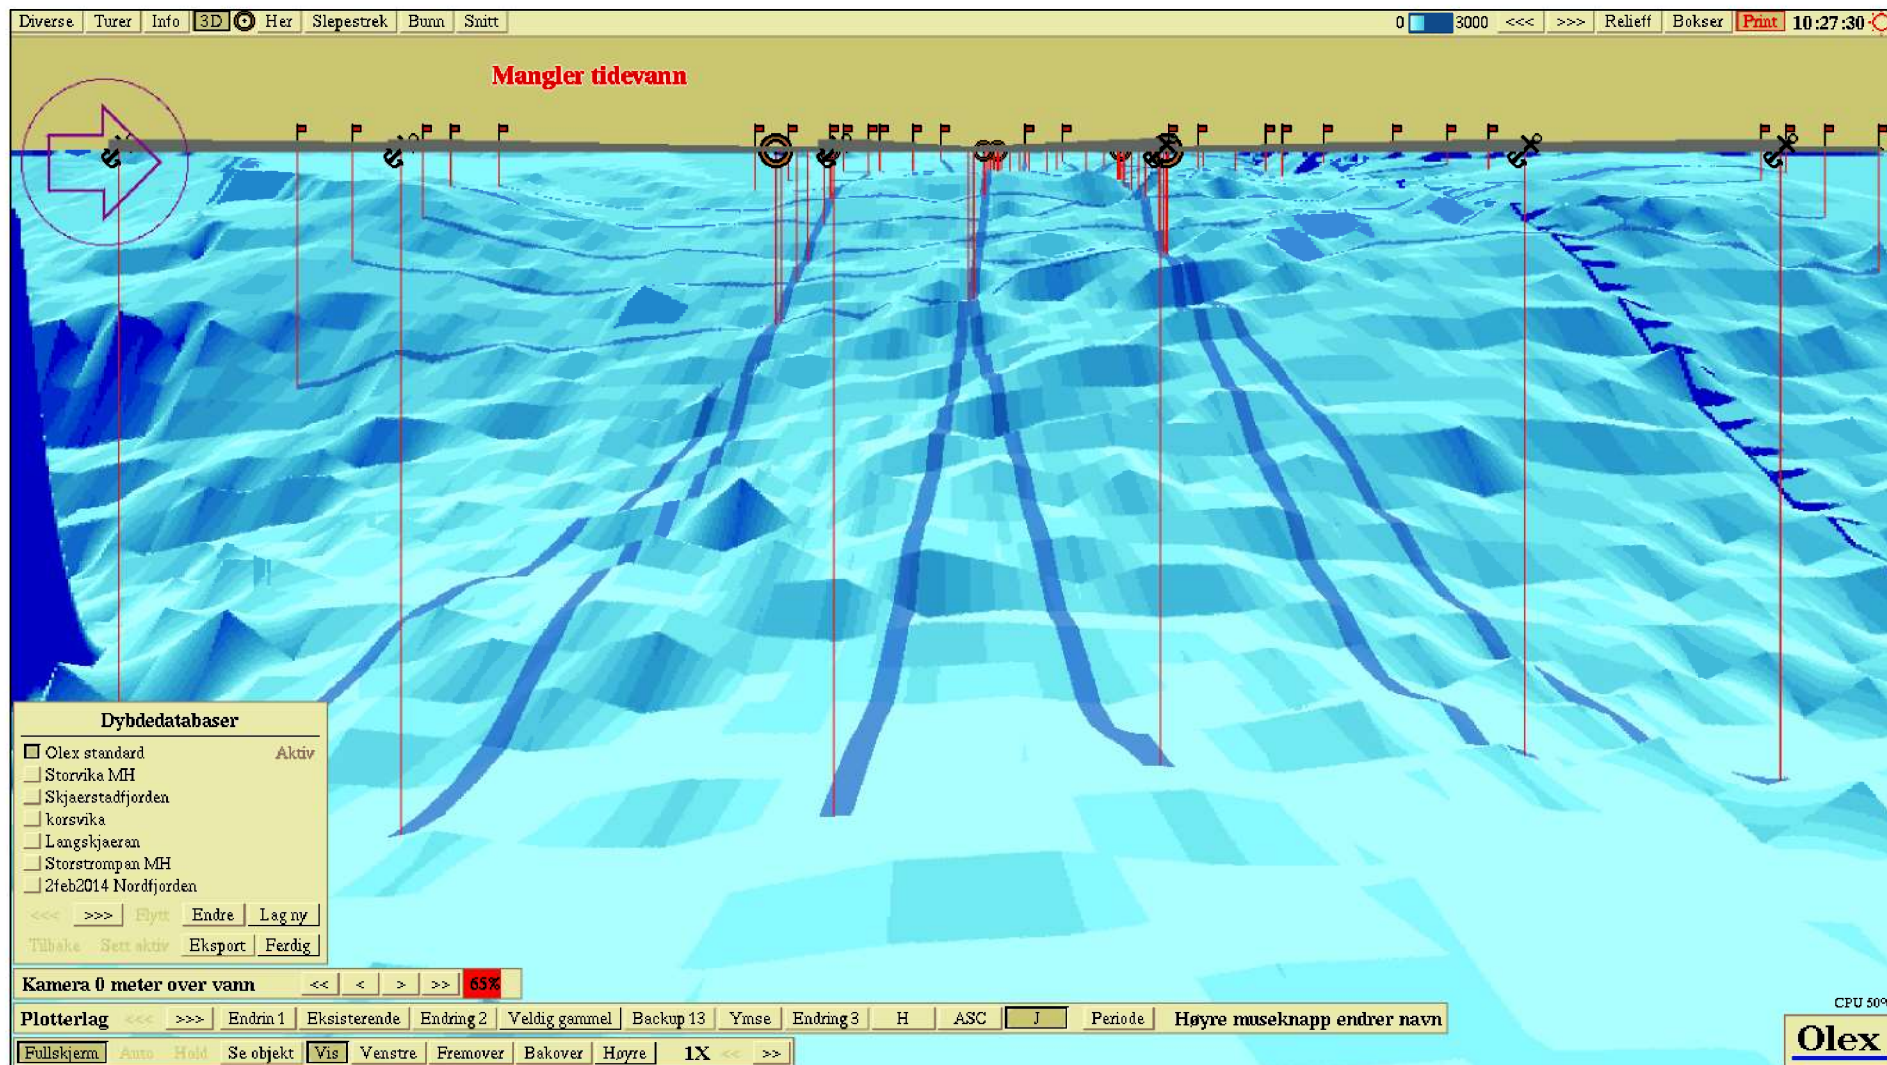 Diverse Turer Info 3D Her Slepestrek Bunn Snitt 0 3000 <<< >>> Relieff Bokser Print 10:27:30
Mangler tidevann
Dybdedatabaser
Olex standard Aktiv
Storvika MH
Skjaerstadfjorden
korsvika
Langskjaeran
Storstrompan MH
2feb2014 Nordfjorden
<<< >>> Flytt Endre Lag ny
Tilbake Sett aktiv Eksport Ferdig
Kamera 0 meter over vann << < > >> 65%
CPU 50%
Plotterlag <<< >>> Endrin 1 Eksisterende Endring 2 Veldig gammel Backup 13 Ymse Endring 3 H ASC J Periode Høyre museknapp endrer navn
Fullskjerm Auto Hold Se objekt Vis Venstre Fremover Bakover Høyre 1X << >>
Olex